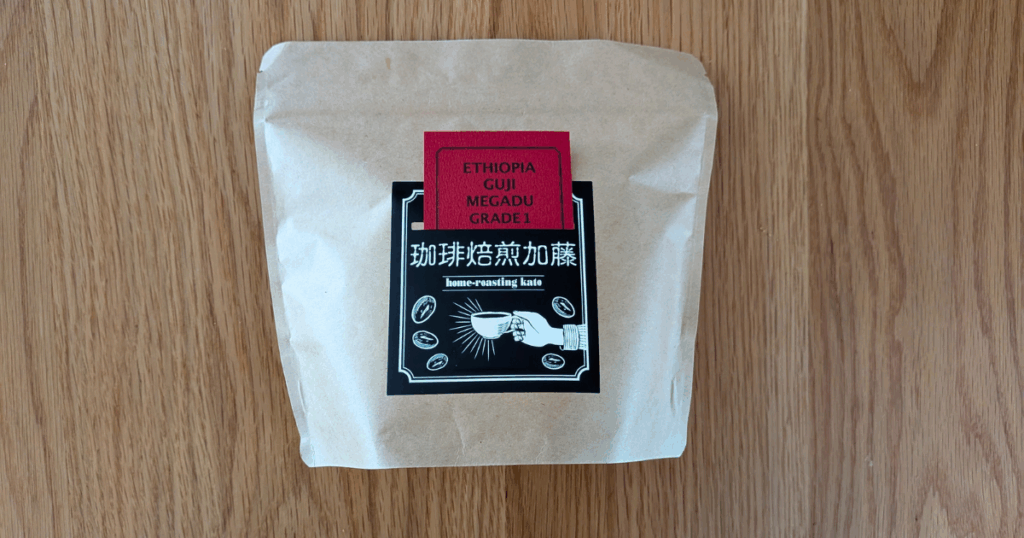 ETHIOPIA
GUJI
MEGADU
GRADE 1
珈琲焙煎加藤
home-roasting kato